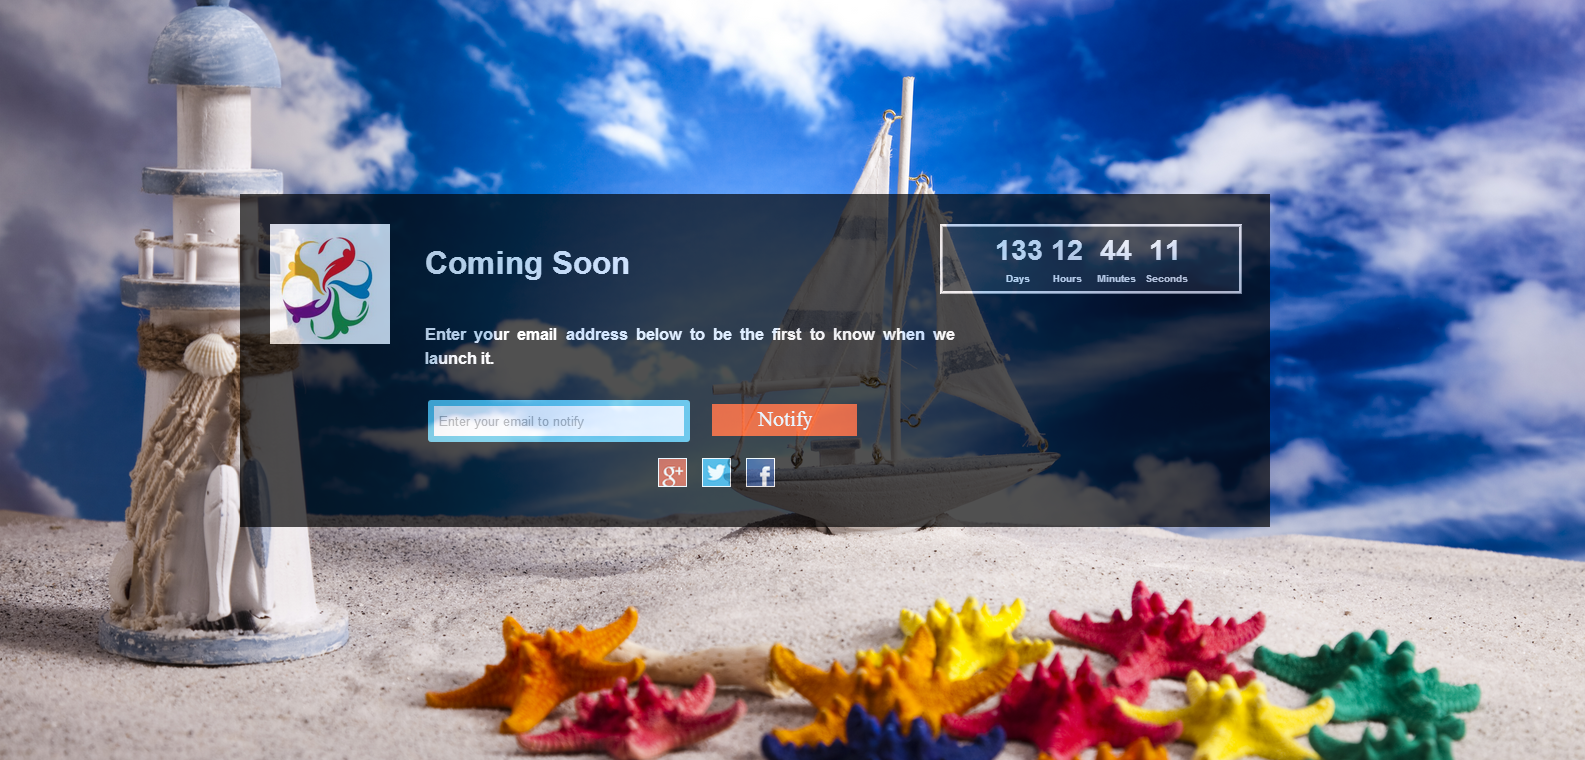 Coming Soon
133 12 44 11
Days Hours Minutes Seconds
Enter your email address below to be the first to know when we
launch it.
Enter your email to notify
Notify
g+ f